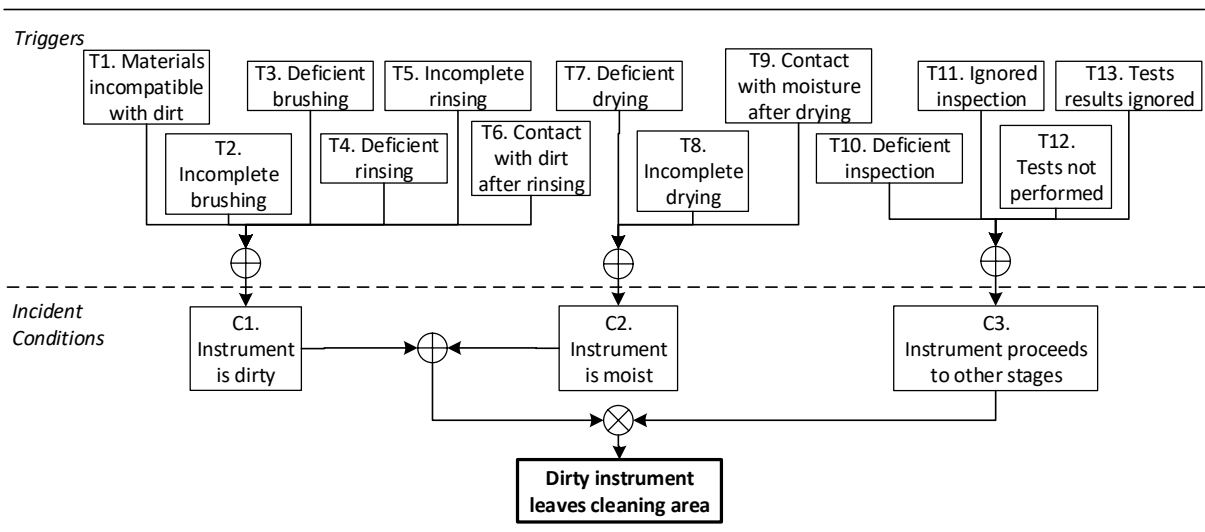 Triggers
T1. Materials
incompatible
with dirt
T2.
Incomplete
brushing
T3. Deficient
brushing
T4. Deficient
rinsing
T5. Incomplete
rinsing
T6. Contact
with dirt
after rinsing
T7. Deficient
drying
T8.
Incomplete
drying
T9. Contact
with moisture
after drying
T10. Deficient
inspection
T11. Ignored
inspection
T12.
Tests not
performed
T13. Tests
results ignored
Incident
Conditions
C1.
Instrument
is dirty
C2.
Instrument
is moist
C3.
Instrument proceeds
to other stages
Dirty instrument
leaves cleaning area